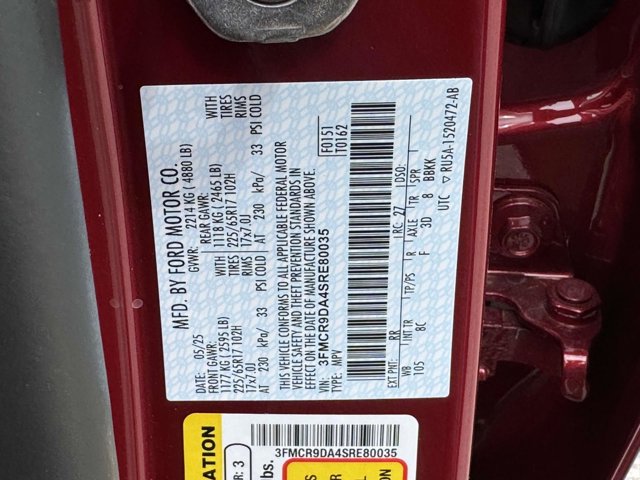 MFD. BY FORD MOTOR CO.
DATE: 05/25 GVWR: 2214 KG ( 4880 LB)
FRONT GAWR: REAR GAWR: WITH
1177 KG ( 2595 LB) 1118 KG ( 2465 LB) TIRES
225/65R17 102H TIRES 225/65R17 102H RIMS
17x7.0J RIMS 17x7.0J
AT 230 kPa/ 33 PSI COLD AT 230 kPa/ 33 PSI COLD
THIS VEHICLE CONFORMS TO ALL APPLICABLE FEDERAL MOTOR
VEHICLE SAFETY AND THEFT PREVENTION STANDARDS IN
EFFECT ON THE DATE OF MANUFACTURE SHOWN ABOVE.
VIN: 3FMCR9DA4SRE80035
TYPE: MPV
F0151
T0162
EXT PNT: RR RC: 27 DSO:
WB INT TR TP/PS R AXLE TR SPR
105 8C F 3D 8 BBKK
UTC ▽ RU5A-1520472-AB
3FMCR9DA4SRE80035
R: 3
lbs.